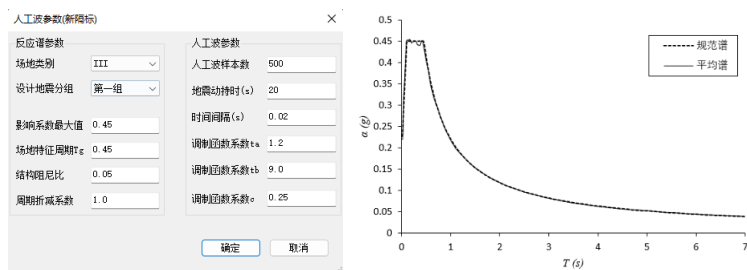 人工波参数(新隔标)
反应谱参数
场地类别 III
设计地震分组 第一组
影响系数最大值 0.45
场地特征周期Tg 0.45
结构阻尼比 0.05
周期折减系数 1.0
人工波参数
人工波样本数 500
地震动持时(s) 20
时间间隔(s) 0.02
调制函数系数ta 1.2
调制函数系数tb 9.0
调制函数系数c 0.25
确定 取消
α (g)
0.5
0.45
0.4
0.35
0.3
0.25
0.2
0.15
0.1
0.05
0
0 1 2 3 4 5 6 7
T (s)
规范谱
平均谱